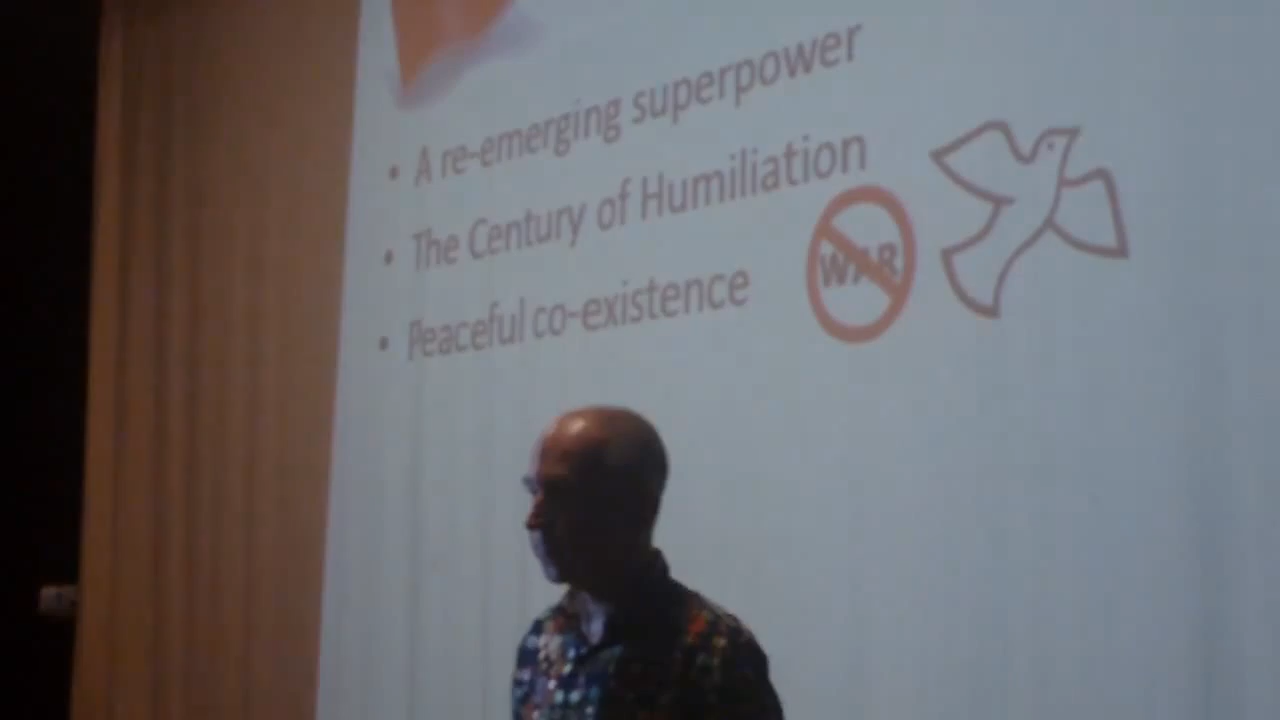 • A re-emerging superpower
• The Century of Humiliation
• Peaceful co-existence
WAR